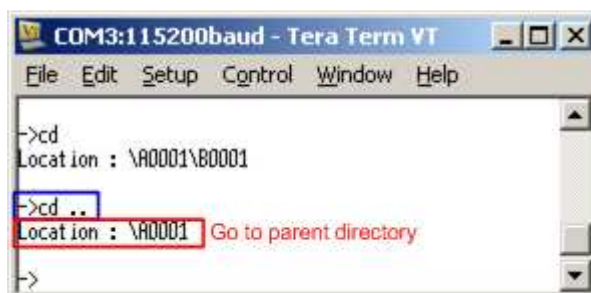 COM3:115200baud - Tera Term VT
File Edit Setup Control Window Help
->cd
Location : \A0001\B0001
->cd ..
Location : \A0001 Go to parent directory
->